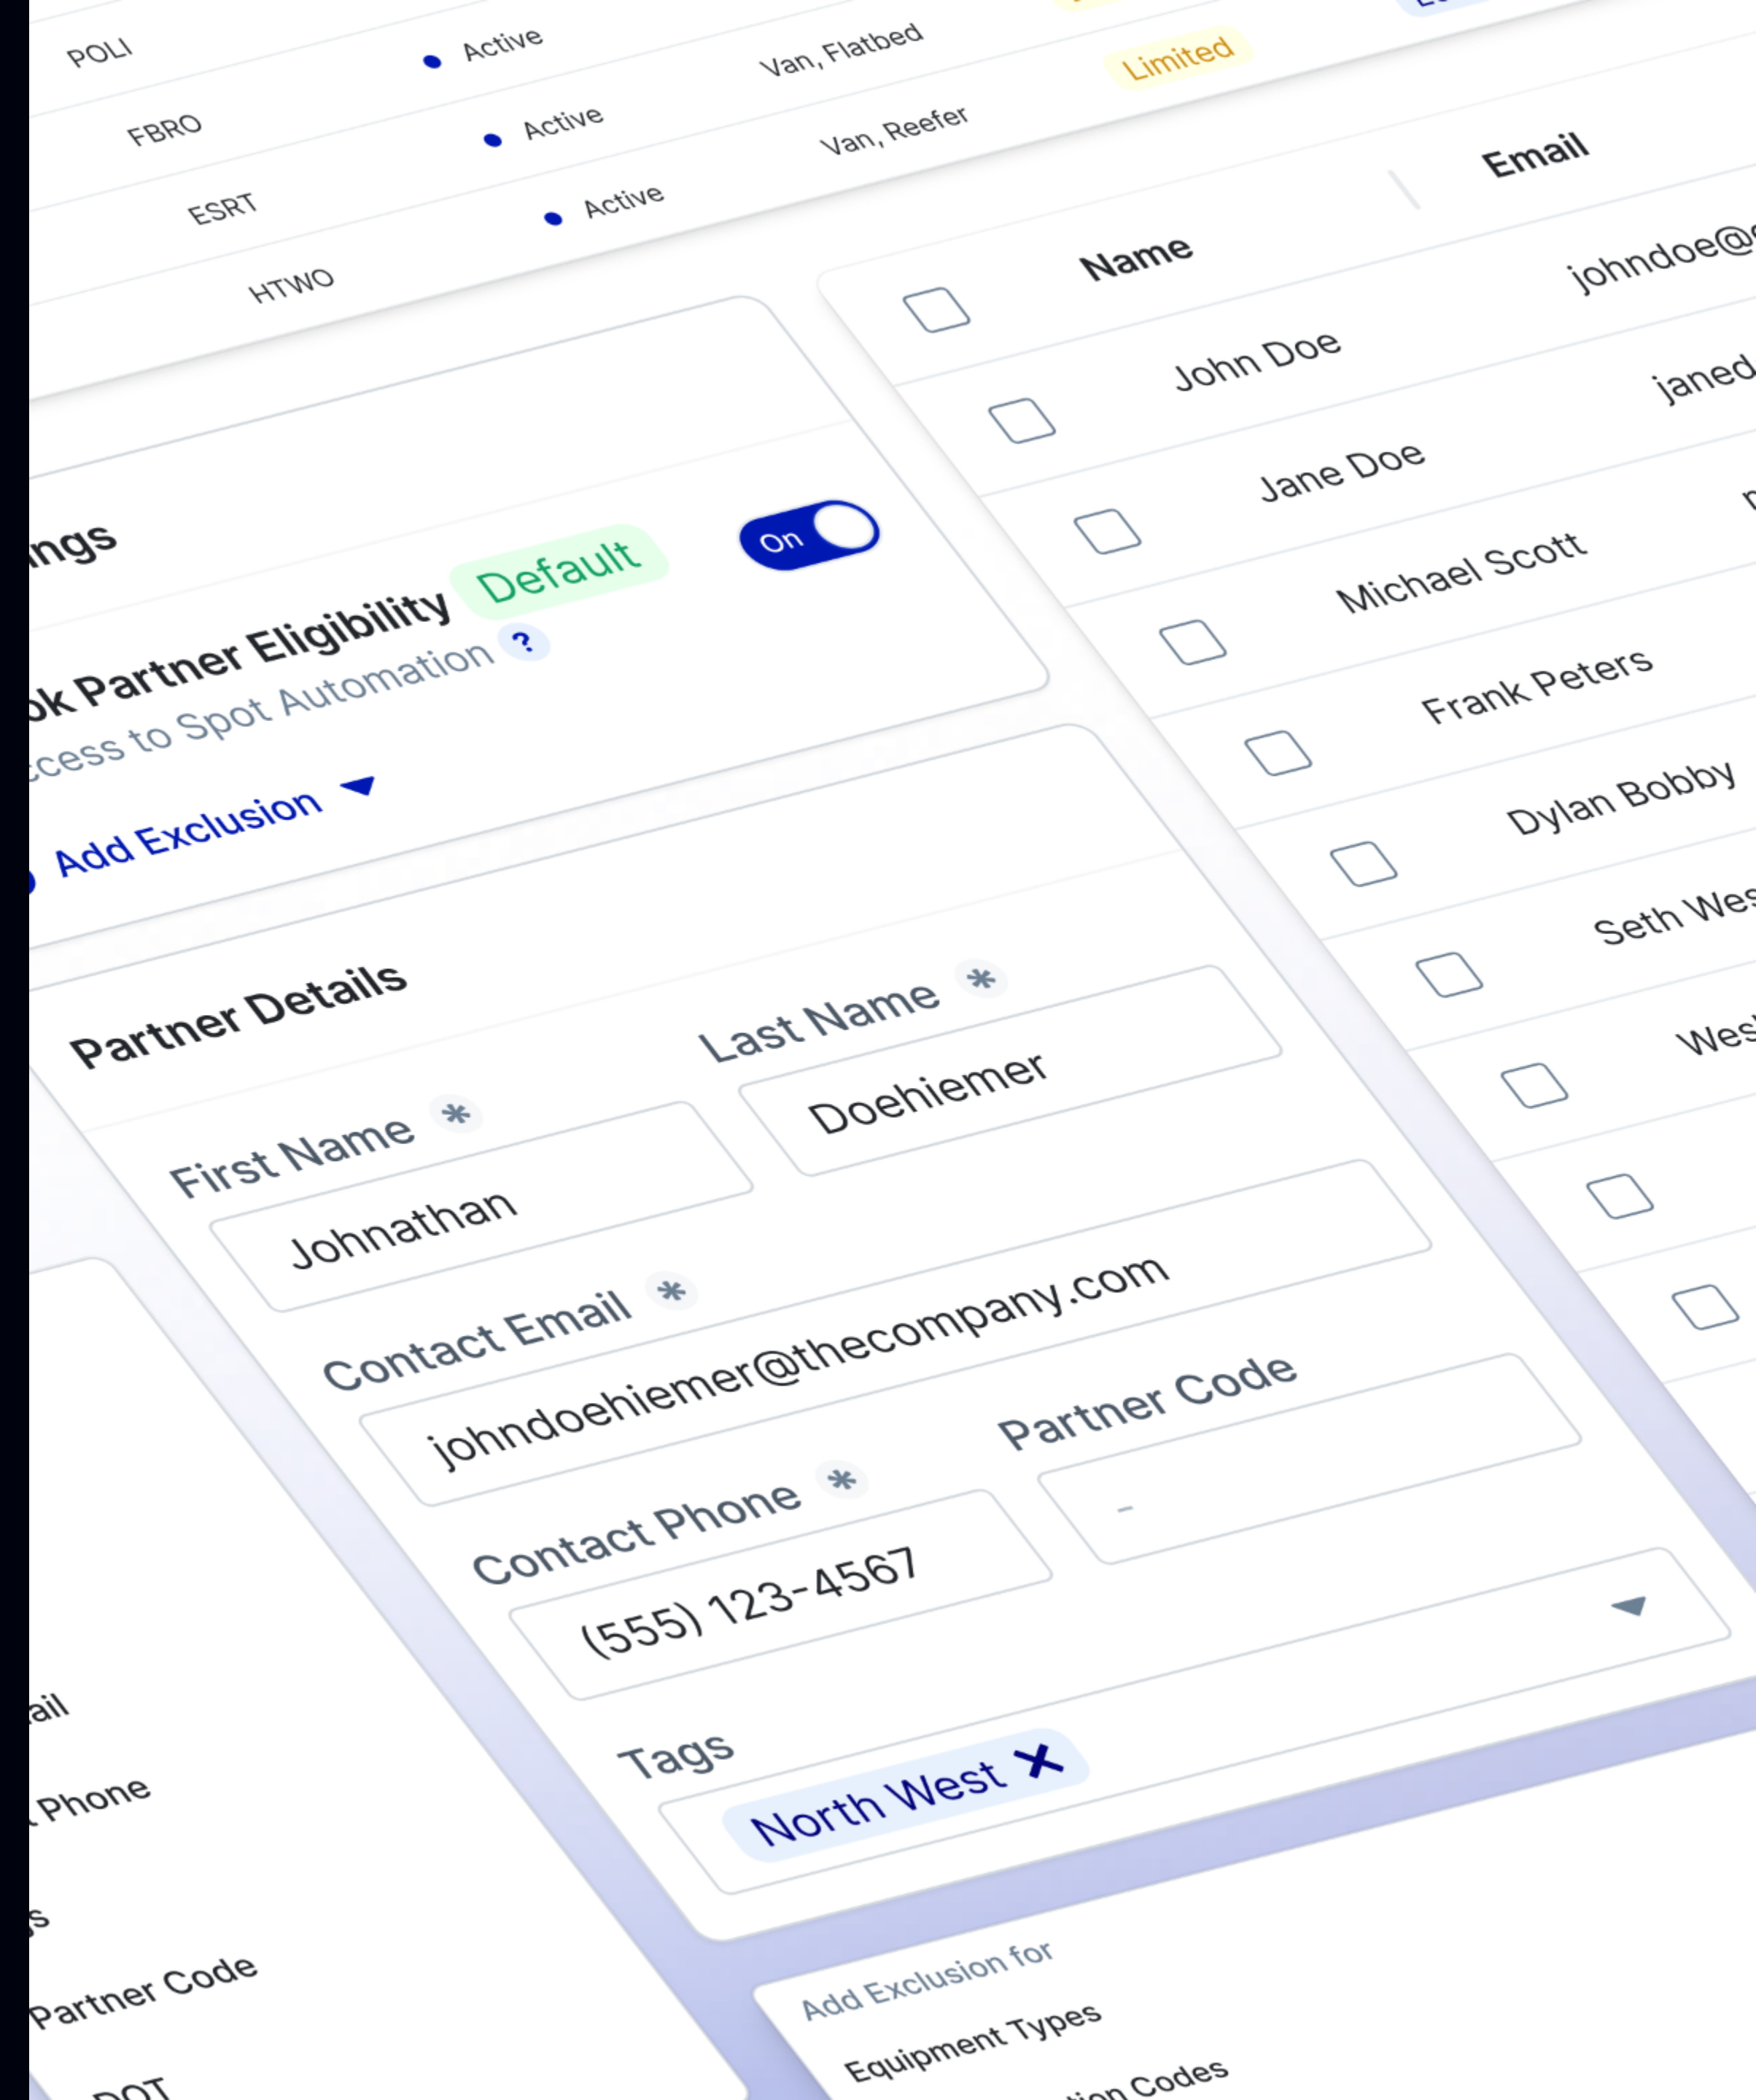 POLI
Active
Van, Flatbed
FBRO
Active
Van, Reefer
Limited
ESRT
Active
HTWO
Name
Email
John Doe
johndoe@
Jane Doe
janed
Michael Scott
Frank Peters
Dylan Bobby
Seth Wes
Wes
ngs
ok Partner Eligibility
Default
On
ccess to Spot Automation ?
Add Exclusion
Partner Details
First Name *
Last Name *
Johnathan
Doehiemer
Contact Email *
johndoehiemer@thecompany.com
Contact Phone *
Partner Code
(555) 123-4567
-
Tags
North West
ail
t Phone
s
Partner Code
DOT
Add Exclusion for
Equipment Types
tion Codes